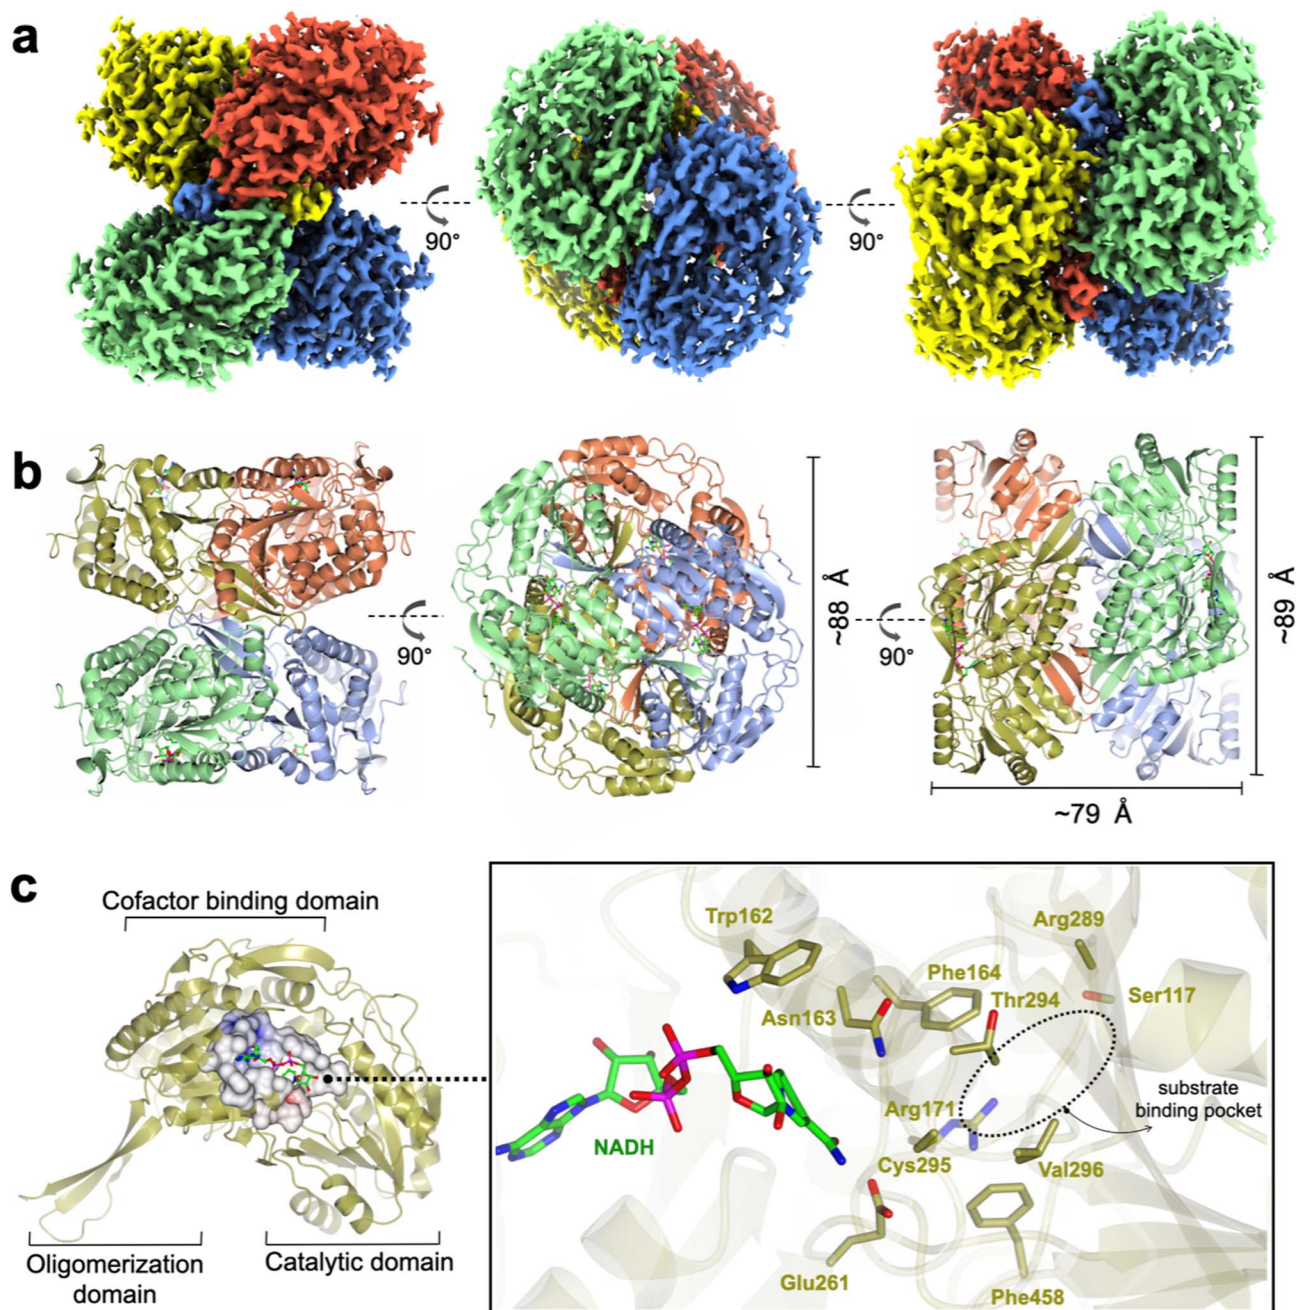 a
90°
90°
b
90°
~88 Å
90°
~89 Å
~79 Å
c
Cofactor binding domain
Oligomerization
domain
Catalytic domain
Trp162
Arg289
Phe164
Asn163
Thr294
Ser117
substrate
binding pocket
Arg171
NADH
Cys295
Val296
Glu261
Phe458